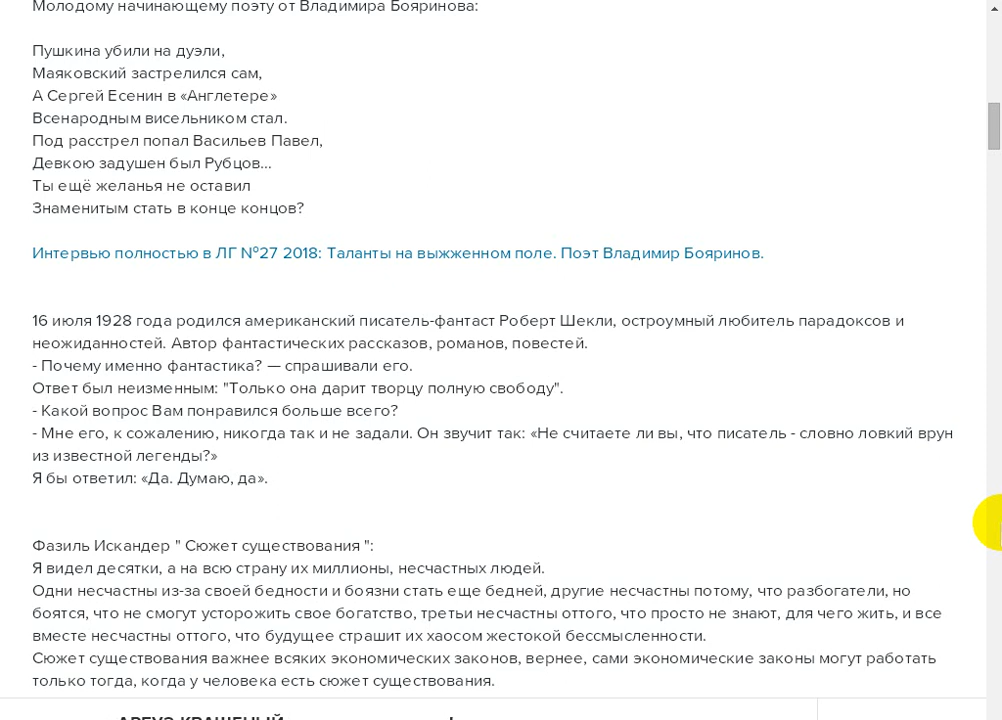 Молодому начинающему поэту от Владимира Бояринова:
Пушкина убили на дуэли,
Маяковский застрелился сам,
А Сергей Есенин в «Англетере»
Всенародным висельником стал.
Под расстрел попал Васильев Павел,
Девкою задушен был Рубцов...
Ты ещё желанья не оставил
Знаменитым стать в конце концов?
Интервью полностью в ЛГ №27 2018: Таланты на выжженном поле. Поэт Владимир Бояринов.
16 июля 1928 года родился американский писатель-фантаст Роберт Шекли, остроумный любитель парадоксов и
неожиданностей. Автор фантастических рассказов, романов, повестей.
- Почему именно фантастика? — спрашивали его.
Ответ был неизменным: "Только она дарит творцу полную свободу".
- Какой вопрос Вам понравился больше всего?
- Мне его, к сожалению, никогда так и не задали. Он звучит так: «Не считаете ли вы, что писатель - словно ловкий врун
из известной легенды?»
Я бы ответил: «Да. Думаю, да».
Фазиль Искандер " Сюжет существования ":
Я видел десятки, а на всю страну их миллионы, несчастных людей.
Одни несчастны из-за своей бедности и боязни стать еще бедней, другие несчастны потому, что разбогатели, но
боятся, что не смогут усторожить свое богатство, третьи несчастны оттого, что просто не знают, для чего жить, и все
вместе несчастны оттого, что будущее страшит их хаосом жестокой бессмысленности.
Сюжет существования важнее всяких экономических законов, вернее, сами экономические законы могут работать
только тогда, когда у человека есть сюжет существования.